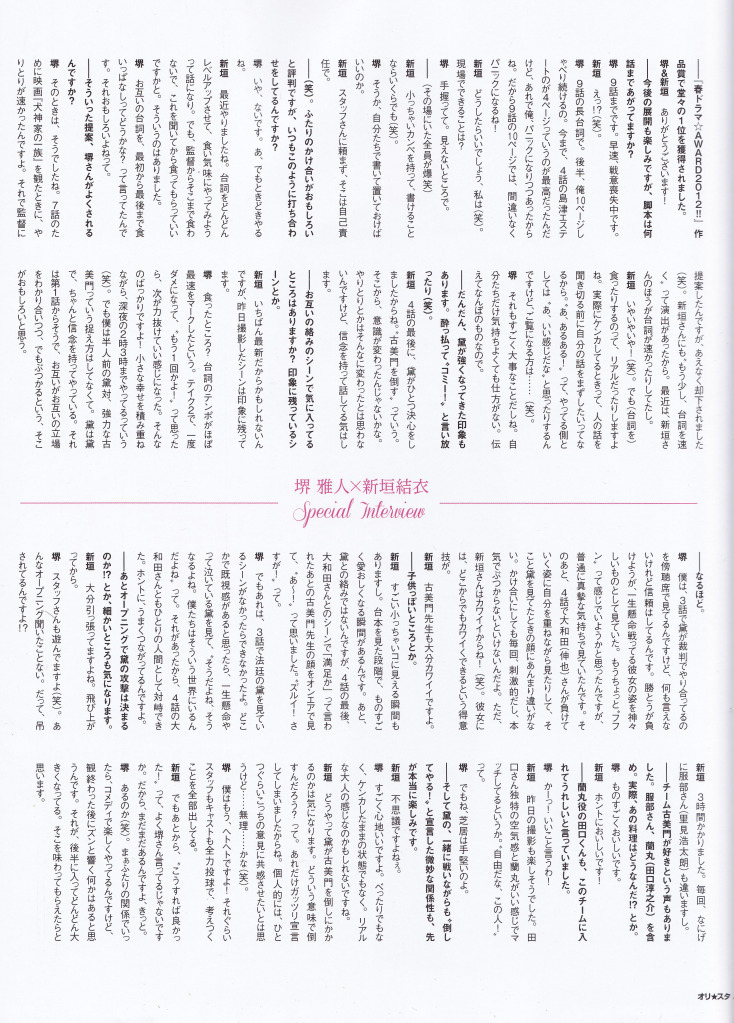 ――『春ドラマ☆AWARD2012!!』作
品賞で堂々の1位を獲得されました。
堺&新垣　ありがとうございます!
――今後の展開も楽しみですが、脚本は何
話まであがってますか?
堺　9話までです。早速、戦意喪失中です。
新垣　えっ!?(笑)。
堺　9話の長台詞で。後半、俺10ページし
ゃべり続けるの。今まで、4話の島津エステ
ートのが4ページっていうのが最高だったんだ
けど、あれで俺、パニックになりつつあったから
ね。だから9話の10ページでは、間違いなく
パニックになるね!
新垣　どうしたらいいでしょう、私は(笑)。
現場でできることは?
堺　手握ってて。見えないところで。
――(その場にいた全員が爆笑)
新垣　小っちゃいカンペを持って、書けること
ならいくらでも(笑)。
堺　そうか、自分たちで書いて置いておけば
いいのか。
新垣　スタッフさんに頼まず、そこは自己責
任で。
――(笑)。ふたりのかけ合いがおもしろい
と評判ですが、いつもこのように打ち合わ
せをしてるんですか?
堺　いや、ないです。あ、でもときどきやる
ね。
新垣　最近やりましたね。台詞をどんどん
レベルアップさせて、食い気味にやってみよう
って話になり。でも、監督からそこまで食わ
ないで、これを聞いてから食ってもらっていい
ですかと。そういうのはありました。
堺　お互いの台詞を、最初から最後まで食
いっぱなしってどうかな?って言ってたんで
す。それおもしろいよねって。
――そういった提案、堺さんがよくされる
んですか?
堺　そのときは、そうでしたね。7話のた
めに映画『犬神家の一族』を観たときに、や
りとりが速かったんですよ。それで監督に
提案したんですが、あえなく却下されました
(笑)。新垣さんにも、もう少し、台詞を速
くって演出があったから。最近は、新垣さ
んのほうが台詞が速かったりしてたし。
新垣　いやいやいや!(笑)。でも(台詞を)
食ったりするのって、リアルだったりしますよ
ね。実際にケンカしてるときって、人の話を
聞き切る前に自分の話をまずしたいってな
るから。“あ、あるある!”って、やってる側と
しては“あ、いい感じだな”と思ったりするん
ですけど、ご覧になる方は……(笑)。
堺　それもすごく大事なことだしね。自
分たちだけ気持ちよくても仕方がない。伝
えてなんぼのものなので。
――だんだん、黛が強くなってきた印象も
あります。酔っ払って、“コミー!”と言い放
ったり(笑)。
新垣　4話の最後に、黛がひとつ決心をし
ましたからね。“古美門を倒す”っていう。
そこから、意識が変わったんじゃないかな。
やりとりとかはそんなに変わったとは思わな
いんですけど、信念を持って話してる気はし
ます。
――お互いの絡みのシーンで気に入ってる
ところはありますか?印象に残っているシ
ーンとか。
新垣　いちばん最新だからかもしれないん
ですが、昨日撮影したシーンは印象に残って
ます。
堺　食ったところ?　台詞のテンポがほぼ
最速をマークしたという。テイク2で、一度
ダメになって、“もう1回かよ!”って思った
ら、次が力抜けていい感じになった。そんな
のばっかりですよ!小さな幸せを積み重ね
ながら、深夜の2時3時までやってるっていう
(笑)。でも僕は半人前の黛対、強力な古
美門っていう捉え方はしてなくて。黛は黛
で、ちゃんと信念を持ってやっている。それ
は第1話からそうで、お互いがお互いの立場
をわかり合いつつ、でもぶつかるという、そこ
がおもしろいと思う。
堺 雅人×新垣結衣
Special Interview
――なるほど。
堺　僕は、3話で黛が裁判でやり合ってるの
を傍聴席で見てるんですけど、何も言えな
いけれど信頼はしてるんです。勝とうが負
けようが一生懸命戦ってる彼女の姿を神々
しいものとして見ていた。もうちょっと“フフ
ン”って感じでいようかと思ったんですが、
普通に真摯な気持ちで見ていたんです。そ
のあと、4話で大和田(伸也)さんが負けて
いく姿に自分を重ねながら見たりして、そ
こと黛を見てたときの顔にあんまり違いがな
い。かけ合いにしても毎回、刺激的だし、本
気でぶつからないといけないんだよ。ただ、
新垣さんはカワイイからね!(笑)。彼女に
は、どこからでもカワイくできるという得意
技が。
新垣　古美門先生も大分カワイイですよ。
――子供っぽいところとか。
新垣　すごいいっちゃいコに見える瞬間も
ありますし。台本を見た段階で、ものすご
く愛おしくなる瞬間があるんです。あと、
黛との絡みではないんですが、4話の最後、
大和田さんとのシーンで「満足か」って言わ
れたあとの古美門先生の顔をオンエアで見
て、“あ〜!”って思いました。“ズルイ!さ
すが!”って。
堺　でもあれは、3話で法廷の黛を見てい
るシーンがなかったらできなかったよ。どこ
かで既視感があると思ったら、一生懸命や
って泣いている黛を見て、“そうだよね、そう
なるよね。僕たちはそういう世界にいるん
だよね”って。それがあったから、4話の大
和田さんともひとりの人間として対峙でき
た。ホントに、うまくつながってるんですよ。
――あとオープニングで黛の攻撃は決まる
のか!?とか、細かいところも気になります。
新垣　大分引っ張ってますよね。飛び上が
ってから。
堺　スタッフさんも遊んでますよ(笑)。あ
んなオープニング聞いたことない。だって、吊
されてるんですよ!?
新垣　3時間かかりました。毎回、なにげ
に服部さん(里見浩太朗)も違いますし。
――チーム古美門が好きという声もありま
した。服部さん、蘭丸(田口淳之介)を含
め。実際、あの料理はどうなんだ!?とか。
堺　ものすごくおいしいです。
新垣　ホントにおいしいです!
――蘭丸役の田口くんも、このチームに入
れてうれしいと言っていました。
堺　かーっ!いいこと言うわ!
新垣　昨日の撮影も楽しそうでした。田
口さん独特の空気感と蘭丸がいい感じでマ
ッチしてるというか。“自由だな、この人!”
って。
堺　でもね、芝居は手堅いのよ。
――そして黛の、一緒に戦いながらも“倒し
てやる!”と宣言した微妙な関係性も、先
が本当に楽しみです。
新垣　不思議ですよねぇ。
堺　すごく心地いいですよ。べったりでもな
く、ケンカしたままの状態でもなく、リアル
な大人の感じなのかもしれないですね。
新垣　どうやって黛が古美門を倒しにかか
るのかは気になります。どういう意味で倒
すんだろう?って。あれだけガッツリ宣言
してしまいましたからね。個人的には、ひと
つぐらいこっちの意見に共感させたいとは思
うけど……無理……かな(笑)。
堺　僕はもう、ヘトヘトですよ!それぐらい
スタッフもキャストも全力投球で、考えつく
ことを全部出してる。
新垣　でもあとから、“こうすれば良かっ
た!”って、よく堺さん言ってるじゃないです
か。だから、まだまだあるんですよ、きっと。
堺　あるのか(笑)。まぁふたりの関係でいっ
たら、コメディで楽しくやってるんですけど、
観終わった後にズンと響く何かはあると思
うんです。それが、後半に入ってどんどん大
きくなってる。そこを味わってもらえたらと
思います。
オリ★スタ